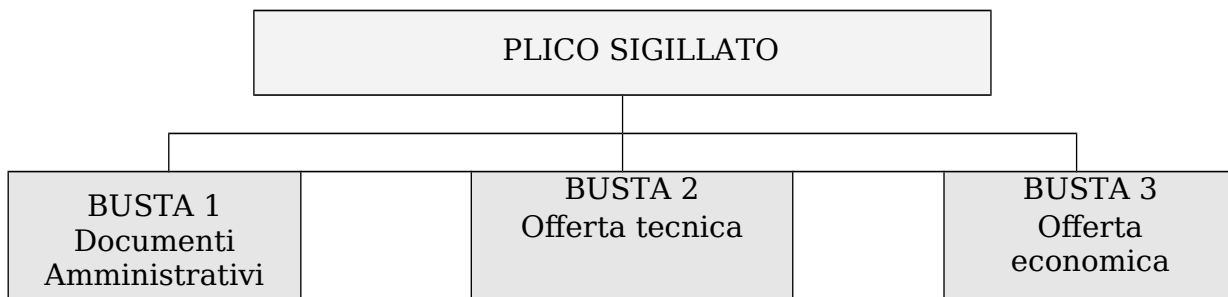 PLICO SIGILLATO
BUSTA 1
Documenti
Amministrativi
BUSTA 2
Offerta tecnica
BUSTA 3
Offerta
economica